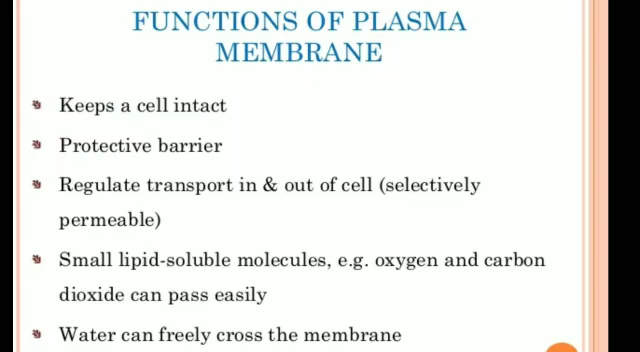 FUNCTIONS OF PLASMA
MEMBRANE
Keeps a cell intact
Protective barrier
Regulate transport in & out of cell (selectively
permeable)
Small lipid-soluble molecules, e.g. oxygen and carbon
dioxide can pass easily
Water can freely cross the membrane